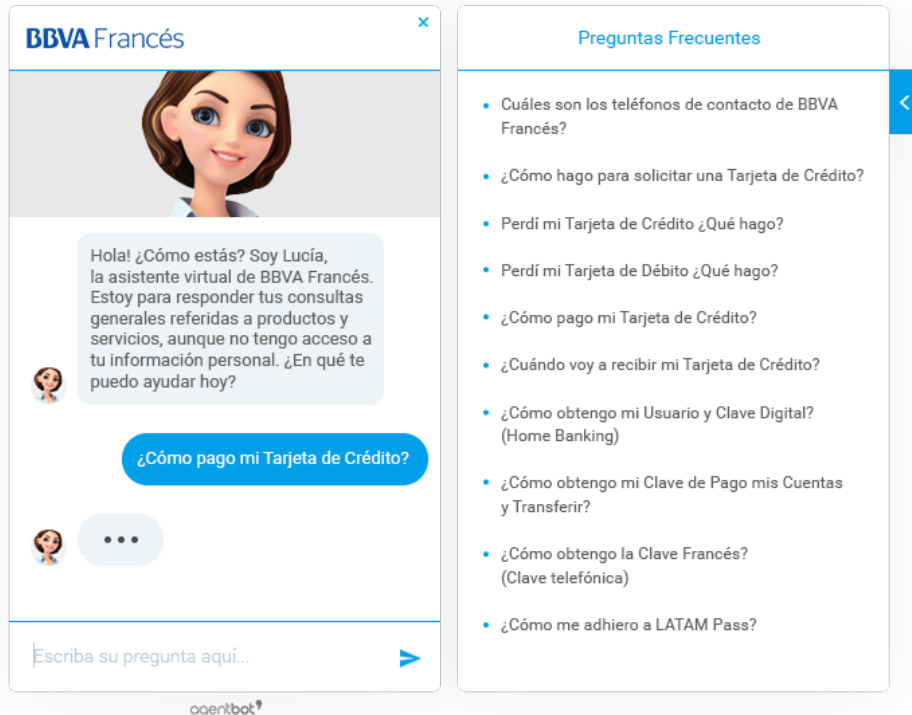 BBVA Francés
Hola! ¿Cómo estás? Soy Lucía,
la asistente virtual de BBVA Francés.
Estoy para responder tus consultas
generales referidas a productos y
servicios, aunque no tengo acceso a
tu información personal. ¿En qué te
puedo ayudar hoy?
¿Cómo pago mi Tarjeta de Crédito?
Escriba su pregunta aquí...
agentbot
Preguntas Frecuentes
Cuáles son los teléfonos de contacto de BBVA
Francés?
¿Cómo hago para solicitar una Tarjeta de Crédito?
Perdí mi Tarjeta de Crédito ¿Qué hago?
Perdí mi Tarjeta de Débito ¿Qué hago?
¿Cómo pago mi Tarjeta de Crédito?
¿Cuándo voy a recibir mi Tarjeta de Crédito?
¿Cómo obtengo mi Usuario y Clave Digital?
(Home Banking)
¿Cómo obtengo mi Clave de Pago mis Cuentas
y Transferir?
¿Cómo obtengo la Clave Francés?
(Clave telefónica)
¿Cómo me adhiero a LATAM Pass?